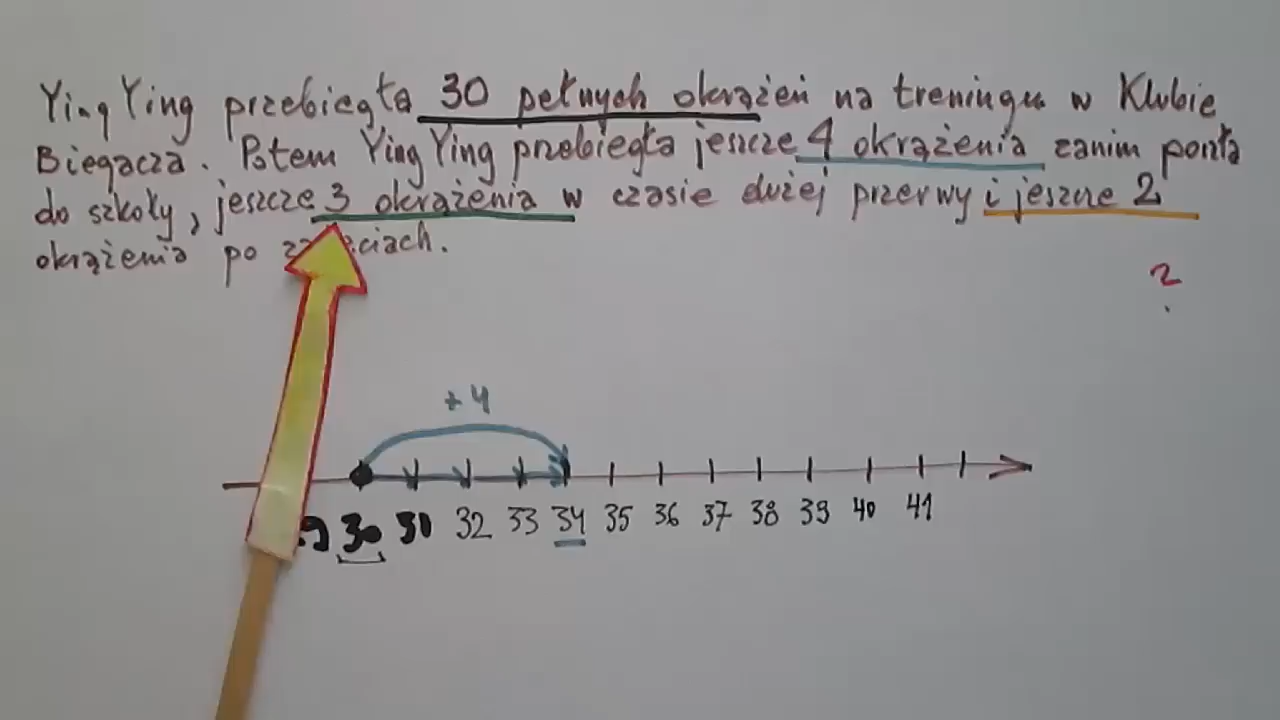 Ying Ying przebiegła 30 pełnych okrążeń na treningu w Klubie
Biegacza. Potem Ying Ying przebiegła jeszcze 4 okrążenia zanim poszła
do szkoły, jeszcze 3 okrążenia w czasie dużej przerwy i jeszcze 2
okrążenia po
?
+ 4
30 32 33 34 35 36 37 38 39 40 41